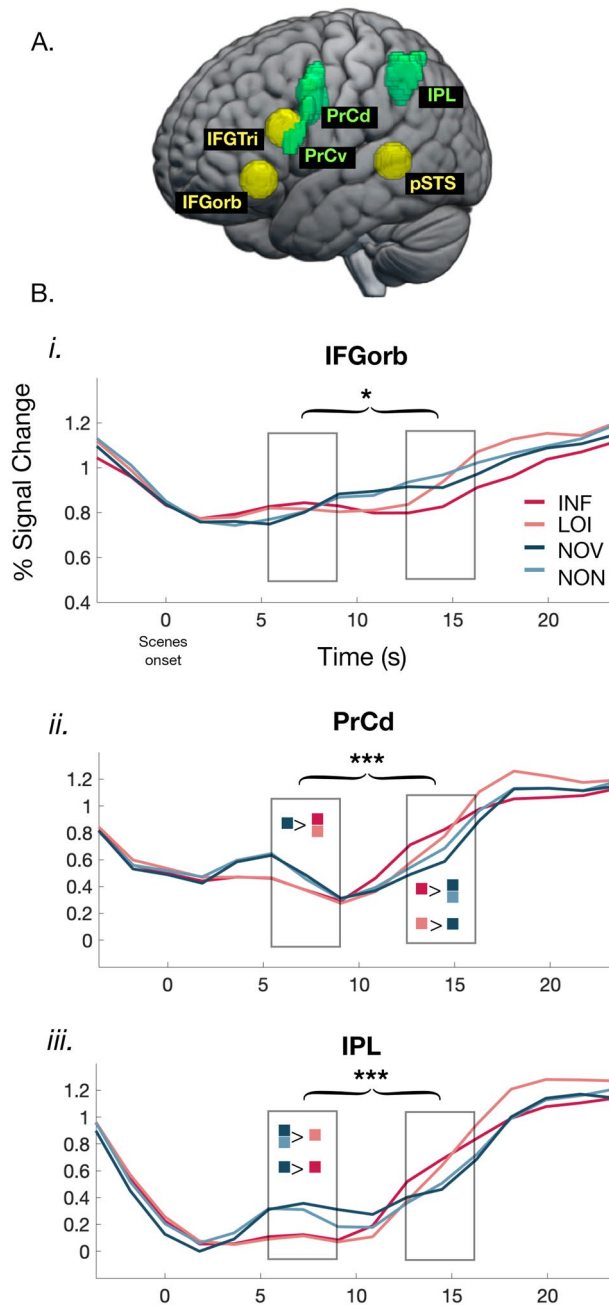 A.
IPL
PrCd
IFGTri
PrCv
pSTS
IFGorb
B.
i.
IFGorb
*
1.2
1
0.8
0.6
0.4
% Signal Change
INF
LOI
NOV
NON
0 5 10 15 20
Scenes
onset
Time (s)
ii.
PrCd
***
1.2
1
0.8
0.6
0.4
0.2
0
>
>
>
0 5 10 15 20
iii.
IPL
***
1.2
1
0.8
0.6
0.4
0.2
0
>
>
0 5 10 15 20